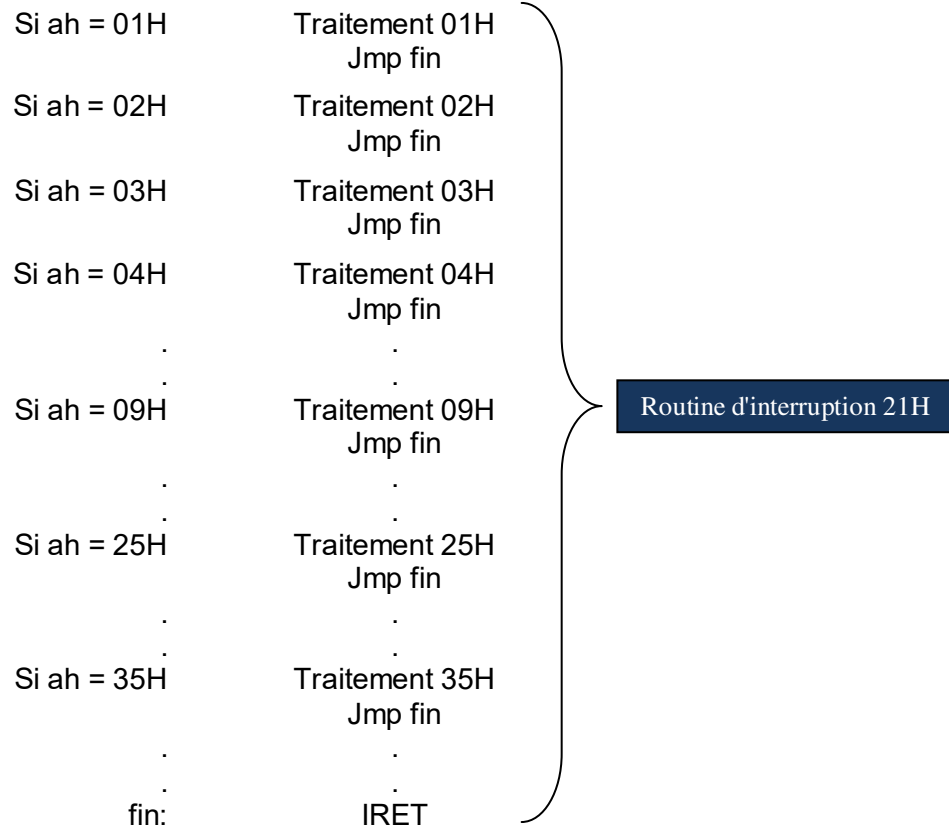 Si ah = 01H Traitement 01H
Jmp fin
Si ah = 02H Traitement 02H
Jmp fin
Si ah = 03H Traitement 03H
Jmp fin
Si ah = 04H Traitement 04H
Jmp fin
. .
. .
Si ah = 09H Traitement 09H
Jmp fin
. .
. .
Si ah = 25H Traitement 25H
Jmp fin
. .
. .
Si ah = 35H Traitement 35H
Jmp fin
. .
. .
fin: IRET
Routine d'interruption 21H